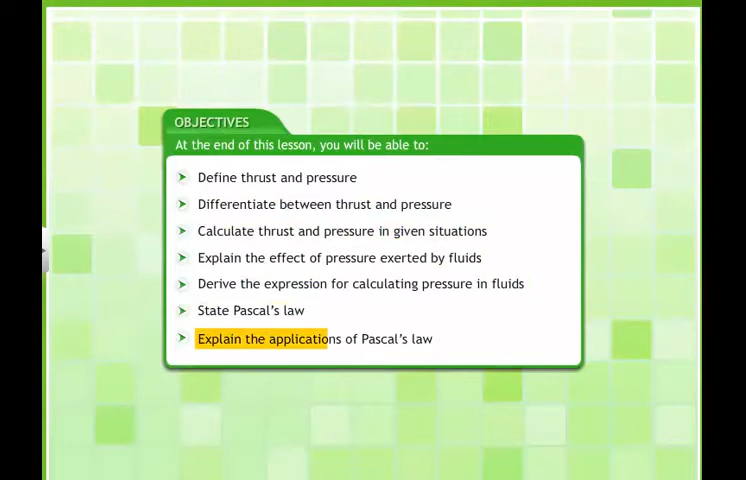 OBJECTIVES
At the end of this lesson, you will be able to:
Define thrust and pressure
Differentiate between thrust and pressure
Calculate thrust and pressure in given situations
Explain the effect of pressure exerted by fluids
Derive the expression for calculating pressure in fluids
State Pascal's law
Explain the applications of Pascal's law